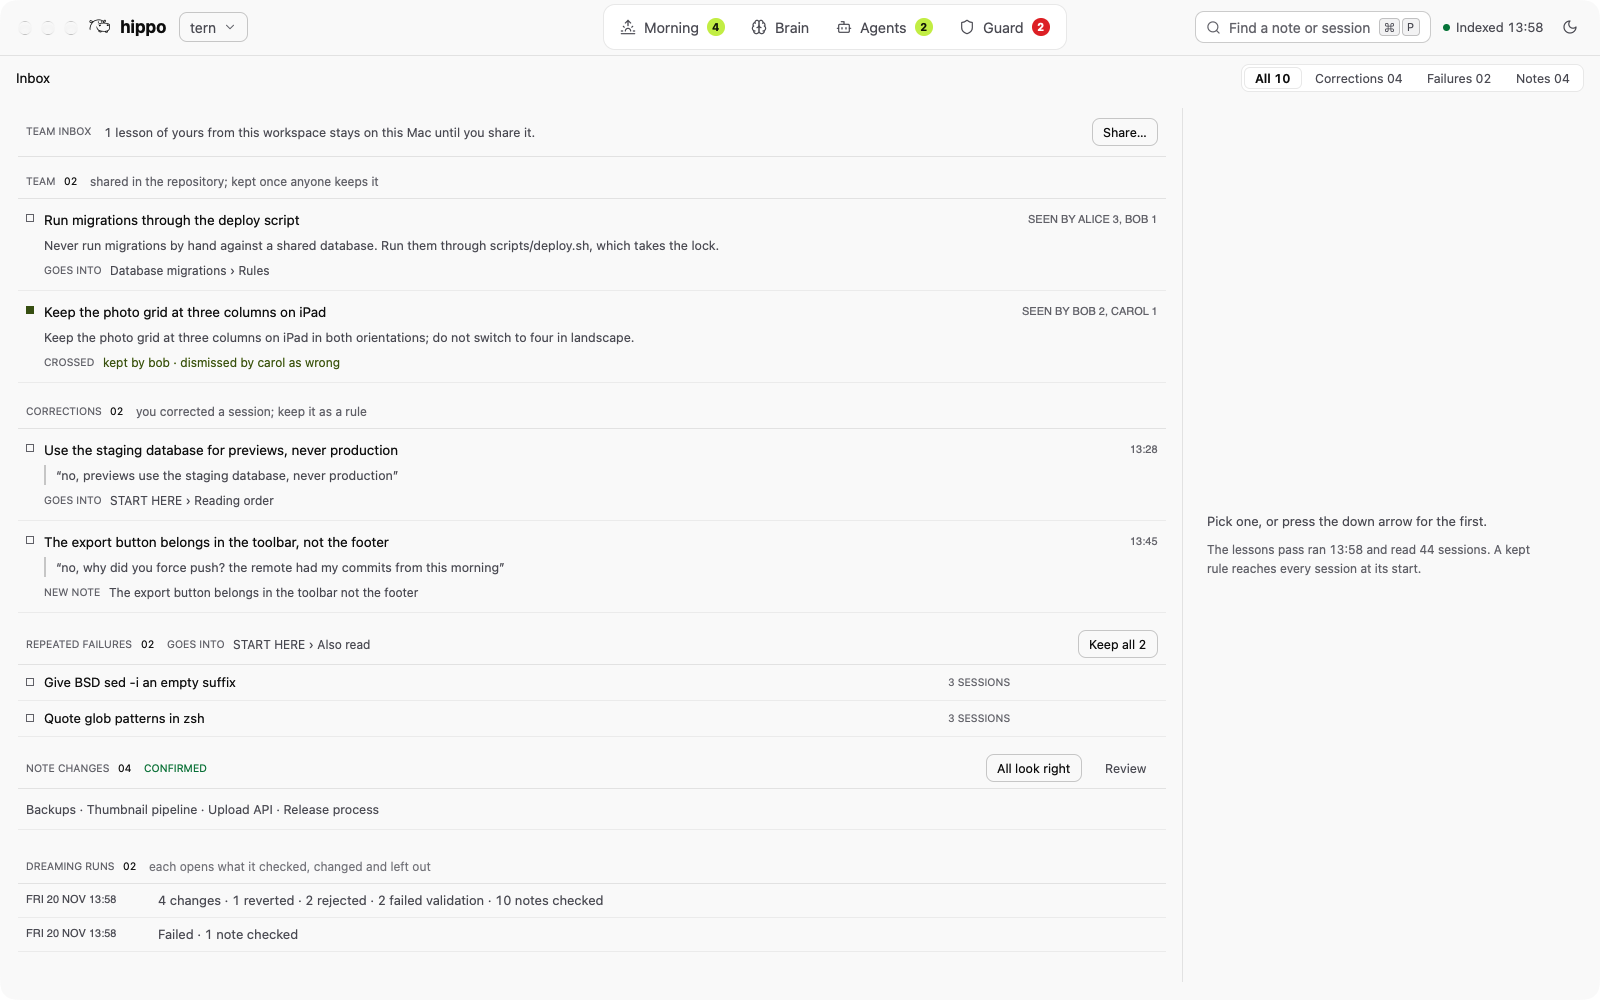 hippo
tern
Morning 4
Brain
Agents 2
Guard 2
Find a note or session ⌘ P
Indexed 13:58
Inbox
All 10
Corrections 04
Failures 02
Notes 04
TEAM INBOX 1 lesson of yours from this workspace stays on this Mac until you share it.
Share...
TEAM 02 shared in the repository; kept once anyone keeps it
Run migrations through the deploy script
SEEN BY ALICE 3, BOB 1
Never run migrations by hand against a shared database. Run them through scripts/deploy.sh, which takes the lock.
GOES INTO Database migrations › Rules
Keep the photo grid at three columns on iPad
SEEN BY BOB 2, CAROL 1
Keep the photo grid at three columns on iPad in both orientations; do not switch to four in landscape.
CROSSED kept by bob · dismissed by carol as wrong
CORRECTIONS 02 you corrected a session; keep it as a rule
Use the staging database for previews, never production
13:28
“no, previews use the staging database, never production”
GOES INTO START HERE › Reading order
The export button belongs in the toolbar, not the footer
13:45
“no, why did you force push? the remote had my commits from this morning”
NEW NOTE The export button belongs in the toolbar not the footer
REPEATED FAILURES 02 GOES INTO START HERE › Also read
Keep all 2
Give BSD sed -i an empty suffix
3 SESSIONS
Quote glob patterns in zsh
3 SESSIONS
NOTE CHANGES 04 CONFIRMED
All look right
Review
Backups · Thumbnail pipeline · Upload API · Release process
DREAMING RUNS 02 each opens what it checked, changed and left out
FRI 20 NOV 13:58 4 changes · 1 reverted · 2 rejected · 2 failed validation · 10 notes checked
FRI 20 NOV 13:58 Failed · 1 note checked
Pick one, or press the down arrow for the first.
The lessons pass ran 13:58 and read 44 sessions. A kept
rule reaches every session at its start.